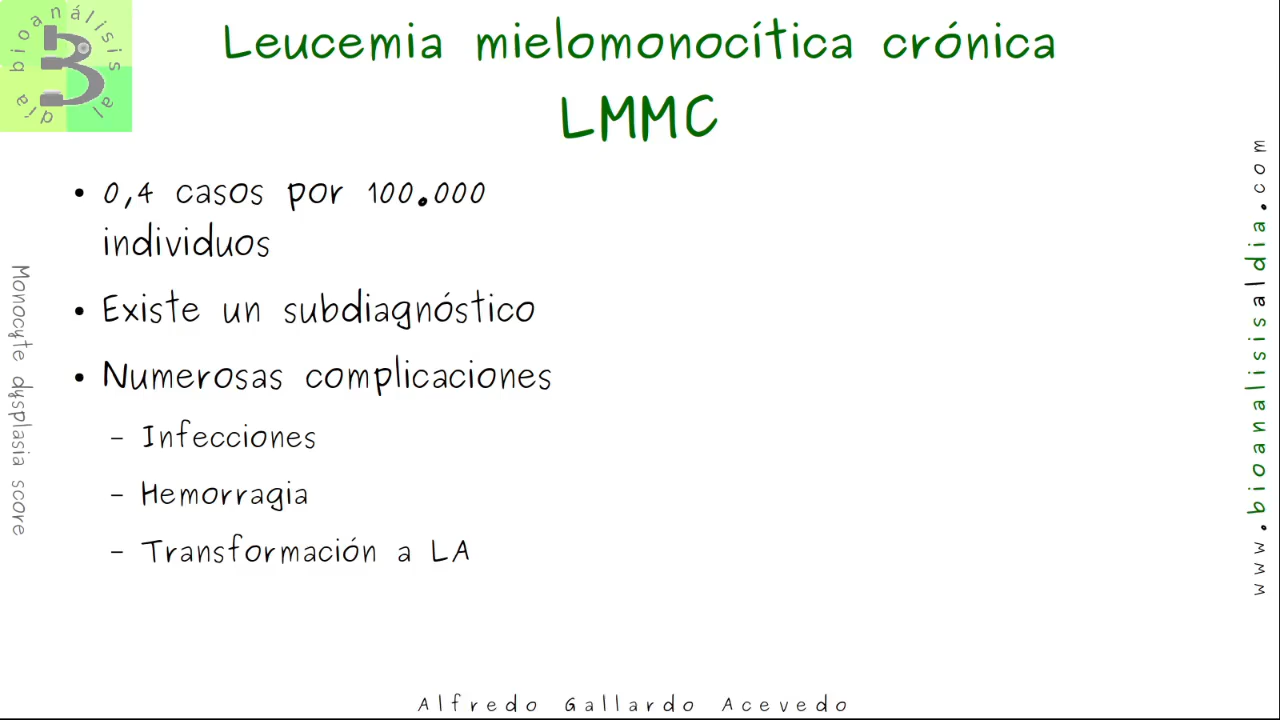 bioanálisis al día
Leucemia mielomonocítica crónica
LMMC
• 0,4 casos por 100.000
individuos
• Existe un subdiagnóstico
• Numerosas complicaciones
– Infecciones
– Hemorragia
– Transformación a LA
Monocyte dysplasia score
www.bioanalisisaldia.com
Alfredo Gallardo Acevedo